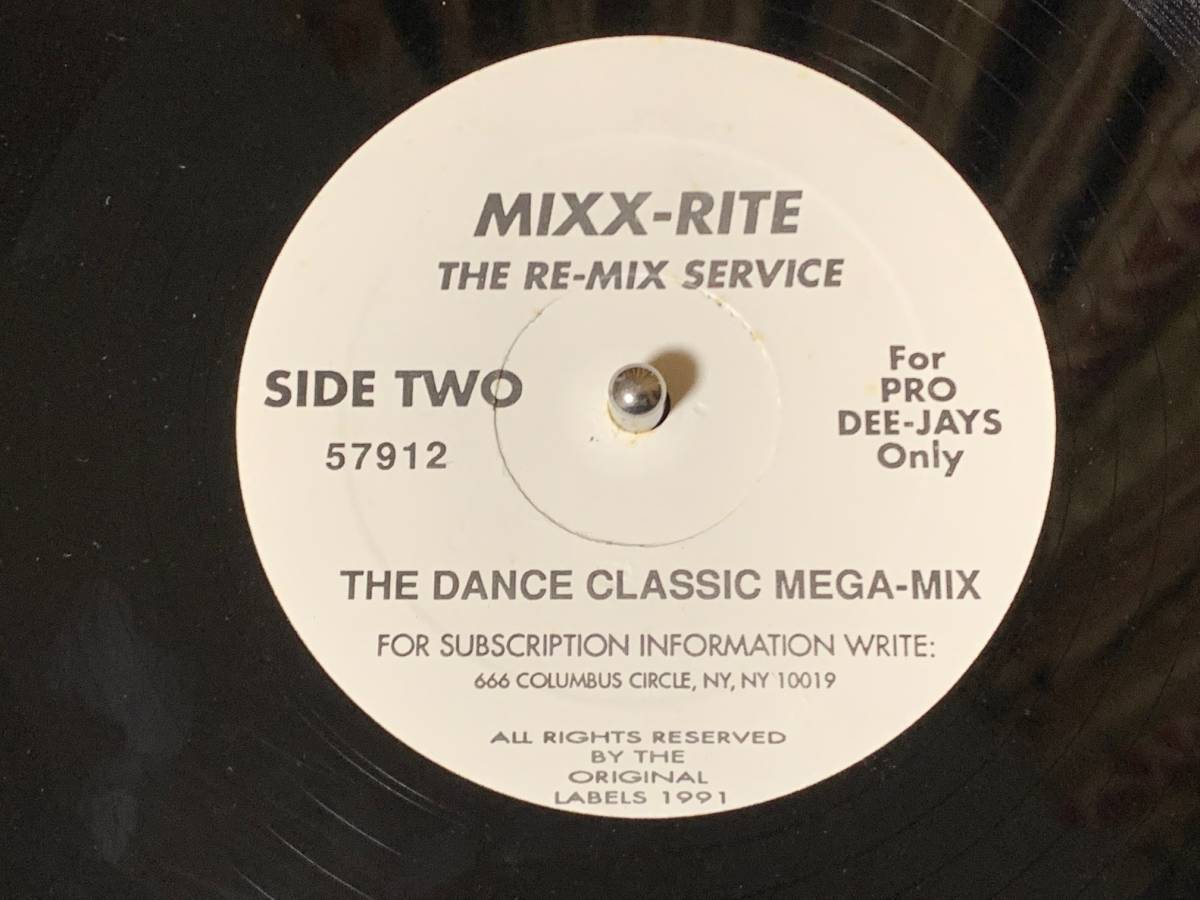 MIXX-RITE
THE RE-MIX SERVICE
SIDE TWO
57912
For
PRO
DEE-JAYS
Only
THE DANCE CLASSIC MEGA-MIX
FOR SUBSCRIPTION INFORMATION WRITE:
666 COLUMBUS CIRCLE, NY, NY 10019
ALL RIGHTS RESERVED
BY THE
ORIGINAL
LABELS 1991